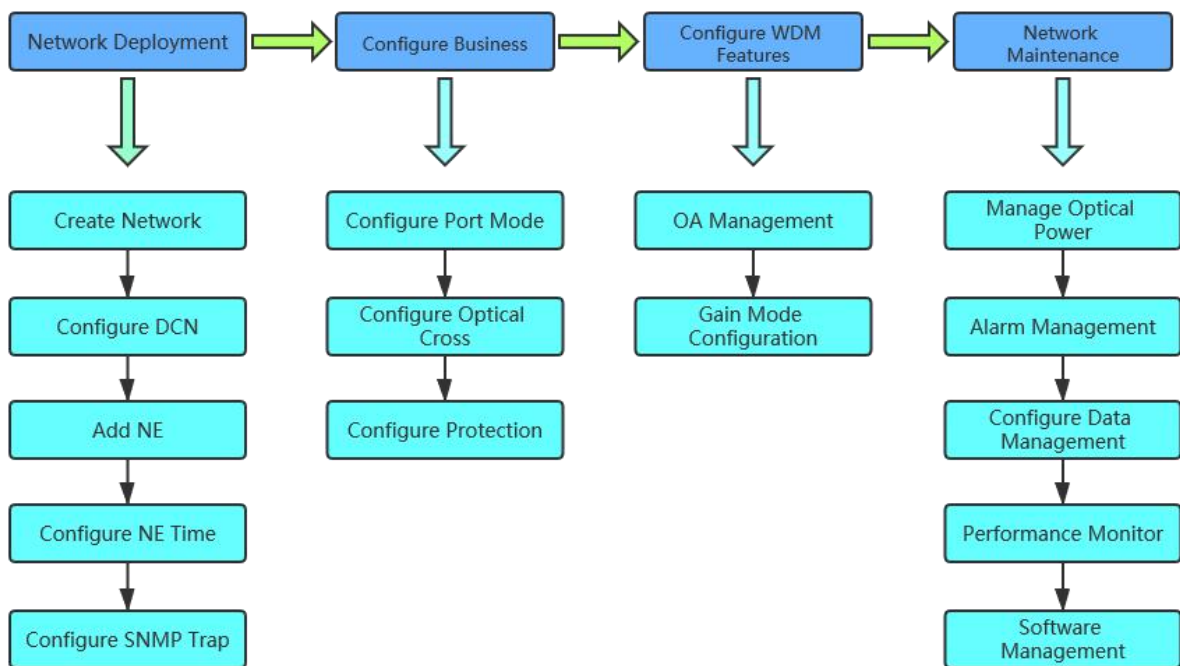 Network Deployment
Configure Business
Configure WDM
Features
Network
Maintenance
Create Network
Configure DCN
Add NE
Configure NE Time
Configure SNMP Trap
Configure Port Mode
Configure Optical
Cross
Configure Protection
OA Management
Gain Mode
Configuration
Manage Optical
Power
Alarm Management
Configure Data
Management
Performance Monitor
Software
Management